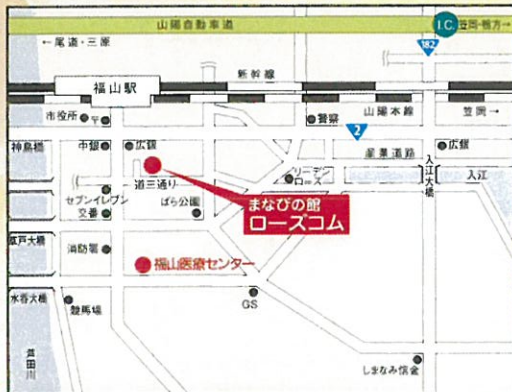 山陽自動車道
I.C.
笠岡・鴨方→
←尾道・三原
182
新幹線
福山駅
市役所
〒
警察
山陽本線
笠岡→
2
神島橋
中銀
広銀
産業道路
広銀
道三通り
リーデン
ローズ
入江大橋
入江
セブンイレブン
交番
ばら公園
まなびの館
ローズコム
草戸大橋
消防署
福山医療センター
水呑大橋
競馬場
GS
芦田川
しまなみ信金